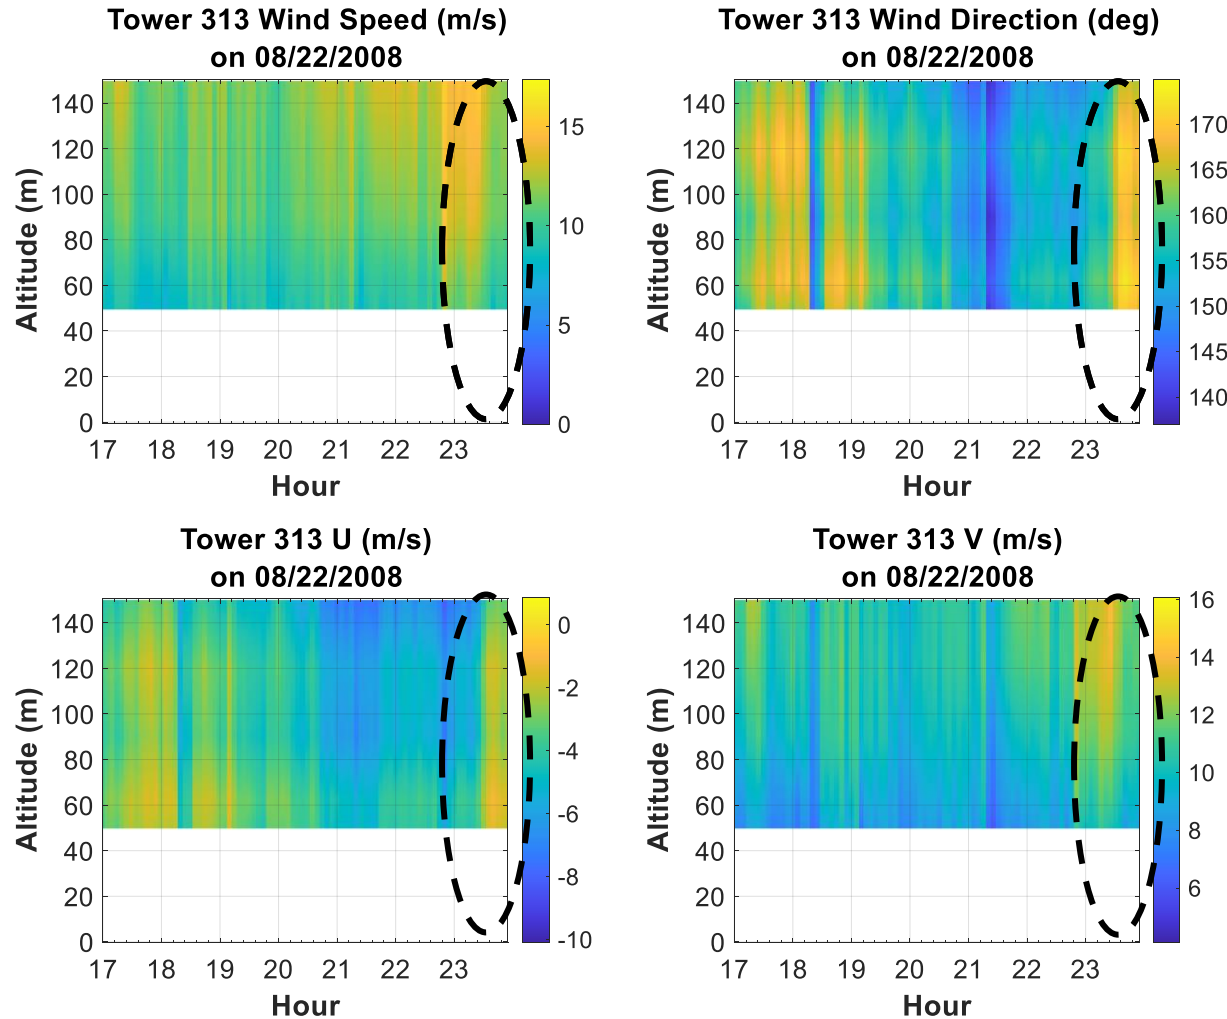 Tower 313 Wind Speed (m/s)
on 08/22/2008
Altitude (m)
140
120
100
80
60
40
20
0
17 18 19 20 21 22 23
Hour
15
10
5
0
Tower 313 Wind Direction (deg)
on 08/22/2008
Altitude (m)
140
120
100
80
60
40
20
0
17 18 19 20 21 22 23
Hour
170
165
160
155
150
145
140
Tower 313 U (m/s)
on 08/22/2008
Altitude (m)
140
120
100
80
60
40
20
0
17 18 19 20 21 22 23
Hour
0
-2
-4
-6
-8
-10
Tower 313 V (m/s)
on 08/22/2008
Altitude (m)
140
120
100
80
60
40
20
0
17 18 19 20 21 22 23
Hour
16
14
12
10
8
6